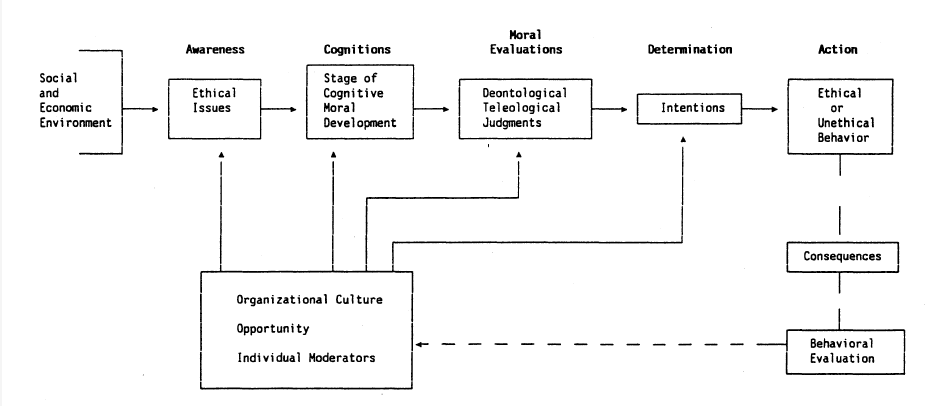 Moral
Awareness
Cognitions
Evaluations
Determination
Action
Social
and
Economic
Environment
Ethical
Issues
Stage of
Cognitive
Moral
Development
Deontological
Teleological
Judgments
Intentions
Ethical
or
Unethical
Behavior
Consequences
Organizational Culture
Opportunity
Individual Moderators
Behavioral
Evaluation